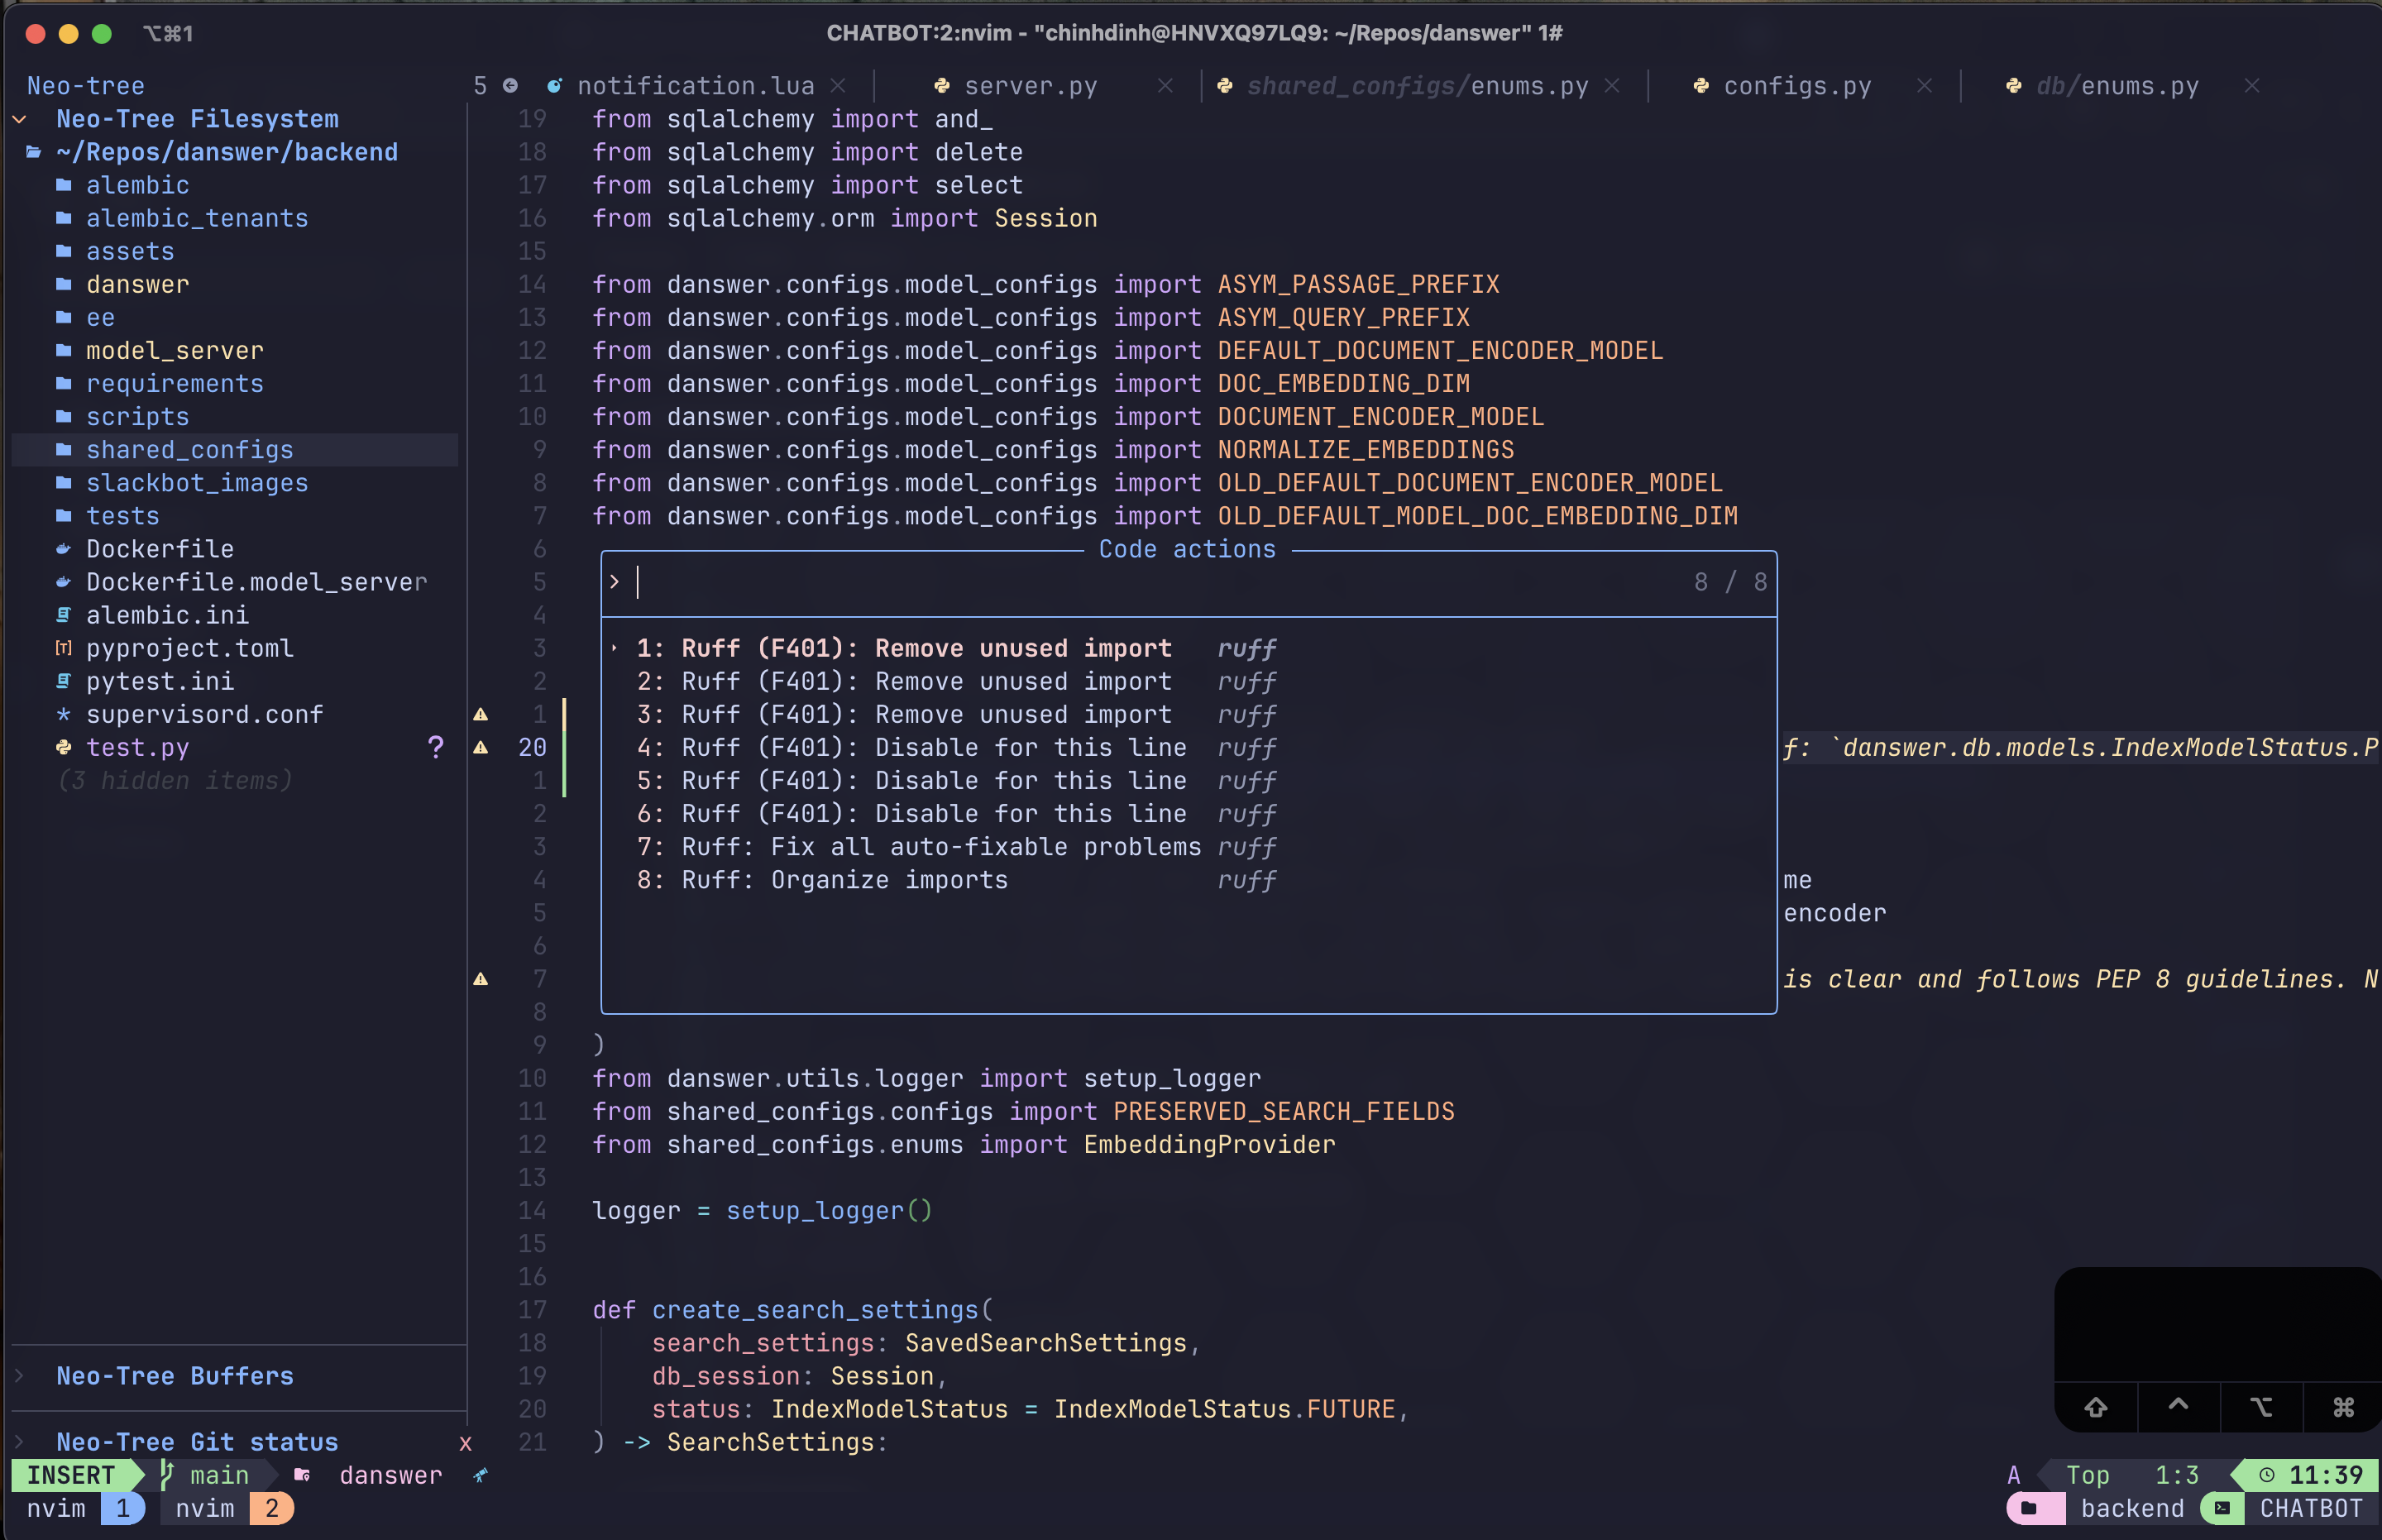 ⌥⌘1 CHATBOT:2:nvim - "chinhdinh@HNVXQ97LQ9: ~/Repos/danswer" 1#
Neo-tree
5 notification.lua server.py shared_configs/enums.py configs.py db/enums.py
Neo-Tree Filesystem
~/Repos/danswer/backend
alembic
alembic_tenants
assets
danswer
ee
model_server
requirements
scripts
shared_configs
slackbot_images
tests
Dockerfile
Dockerfile.model_server
alembic.ini
pyproject.toml
pytest.ini
supervisord.conf
test.py ?
(3 hidden items)
Neo-Tree Buffers
Neo-Tree Git status x
19 from sqlalchemy import and_
18 from sqlalchemy import delete
17 from sqlalchemy import select
16 from sqlalchemy.orm import Session
15
14 from danswer.configs.model_configs import ASYM_PASSAGE_PREFIX
13 from danswer.configs.model_configs import ASYM_QUERY_PREFIX
12 from danswer.configs.model_configs import DEFAULT_DOCUMENT_ENCODER_MODEL
11 from danswer.configs.model_configs import DOC_EMBEDDING_DIM
10 from danswer.configs.model_configs import DOCUMENT_ENCODER_MODEL
9 from danswer.configs.model_configs import NORMALIZE_EMBEDDINGS
8 from danswer.configs.model_configs import OLD_DEFAULT_DOCUMENT_ENCODER_MODEL
7 from danswer.configs.model_configs import OLD_DEFAULT_MODEL_DOC_EMBEDDING_DIM
6 Code actions
5 > 8 / 8
4
3 1: Ruff (F401): Remove unused import ruff
2 2: Ruff (F401): Remove unused import ruff
1 3: Ruff (F401): Remove unused import ruff
20 4: Ruff (F401): Disable for this line ruff f: `danswer.db.models.IndexModelStatus.P
1 5: Ruff (F401): Disable for this line ruff
2 6: Ruff (F401): Disable for this line ruff
3 7: Ruff: Fix all auto-fixable problems ruff
4 8: Ruff: Organize imports ruff me
5 encoder
6
7 is clear and follows PEP 8 guidelines. N
8
9 )
10 from danswer.utils.logger import setup_logger
11 from shared_configs.configs import PRESERVED_SEARCH_FIELDS
12 from shared_configs.enums import EmbeddingProvider
13
14 logger = setup_logger()
15
16
17 def create_search_settings(
18 search_settings: SavedSearchSettings,
19 db_session: Session,
20 status: IndexModelStatus = IndexModelStatus.FUTURE,
21 ) -> SearchSettings:
INSERT main danswer A Top 1:3 11:39
nvim 1 nvim 2 backend CHATBOT